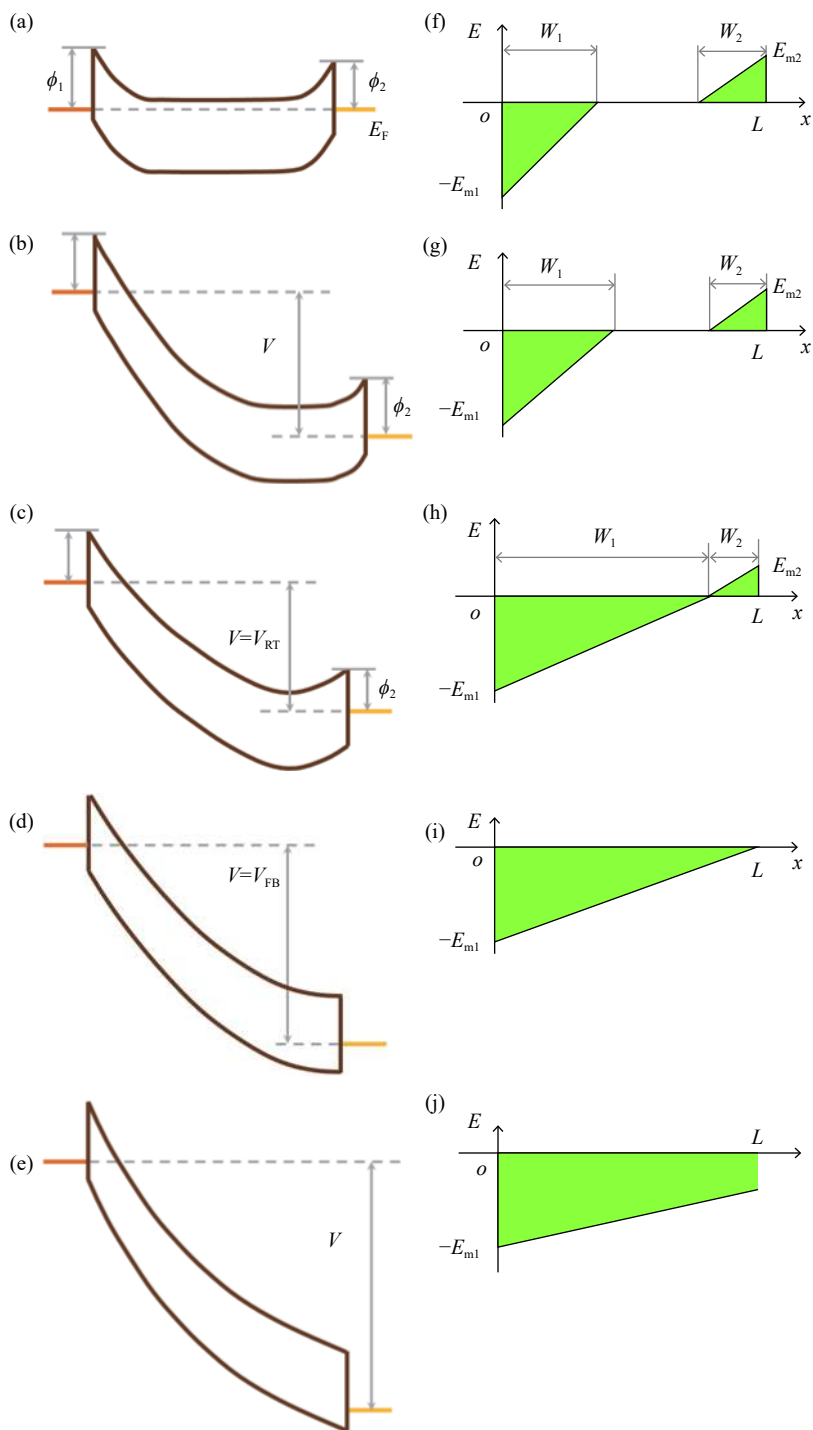 (a)
ϕ1
ϕ2
EF
(f)
E
W1
W2
Em2
o
L
x
−Em1
(b)
V
ϕ2
(g)
E
W1
W2
Em2
o
L
x
−Em1
(c)
V=VRT
ϕ2
(h)
E
W1
W2
Em2
o
L
x
−Em1
(d)
V=VFB
(i)
E
o
L
x
−Em1
(e)
V
(j)
E
L
o
−Em1